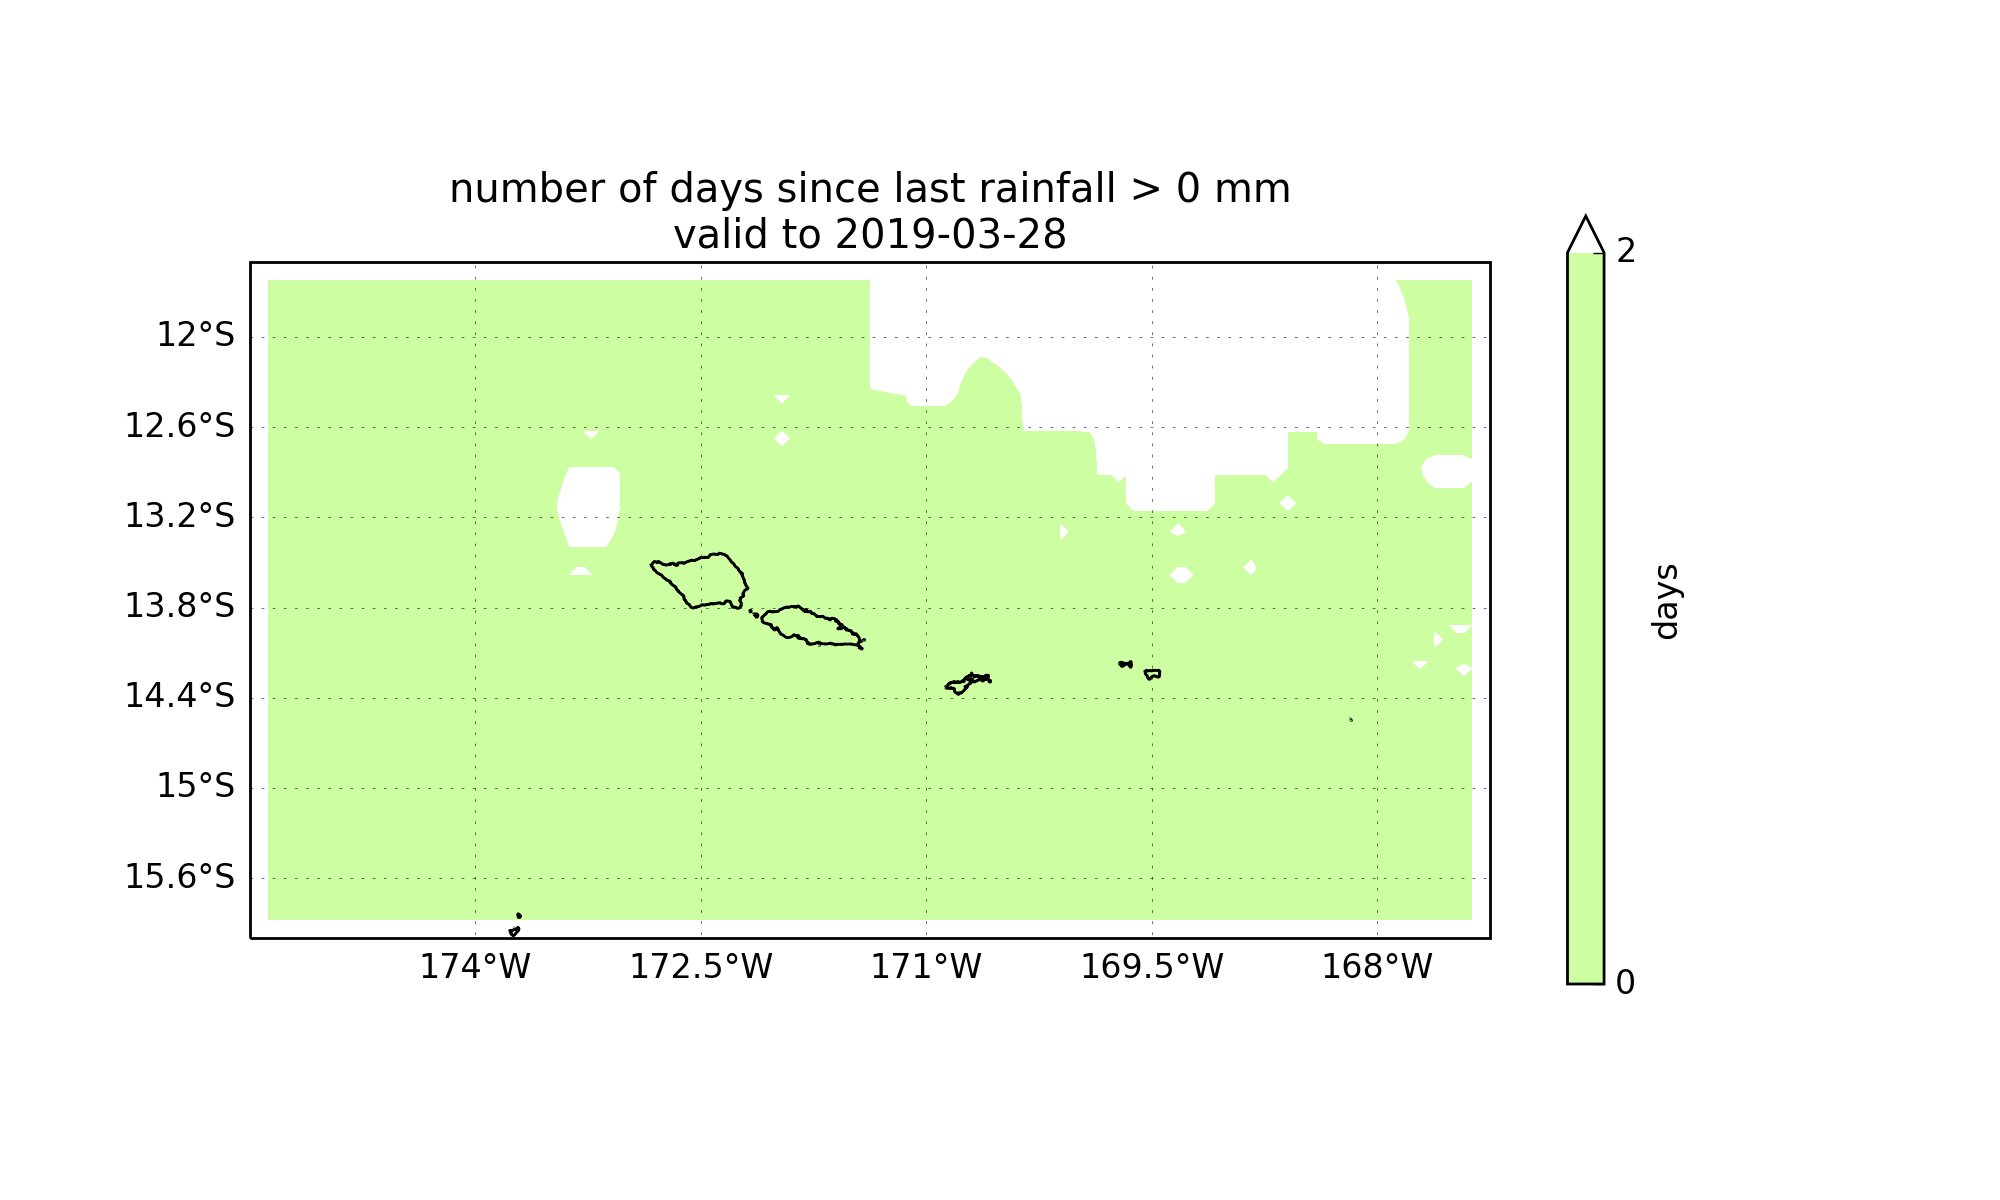 number of days since last rainfall > 0 mm
valid to 2019-03-28
2
12°S
12.6°S
13.2°S
13.8°S
14.4°S
15°S
15.6°S
days
174°W
172.5°W
171°W
169.5°W
168°W
0